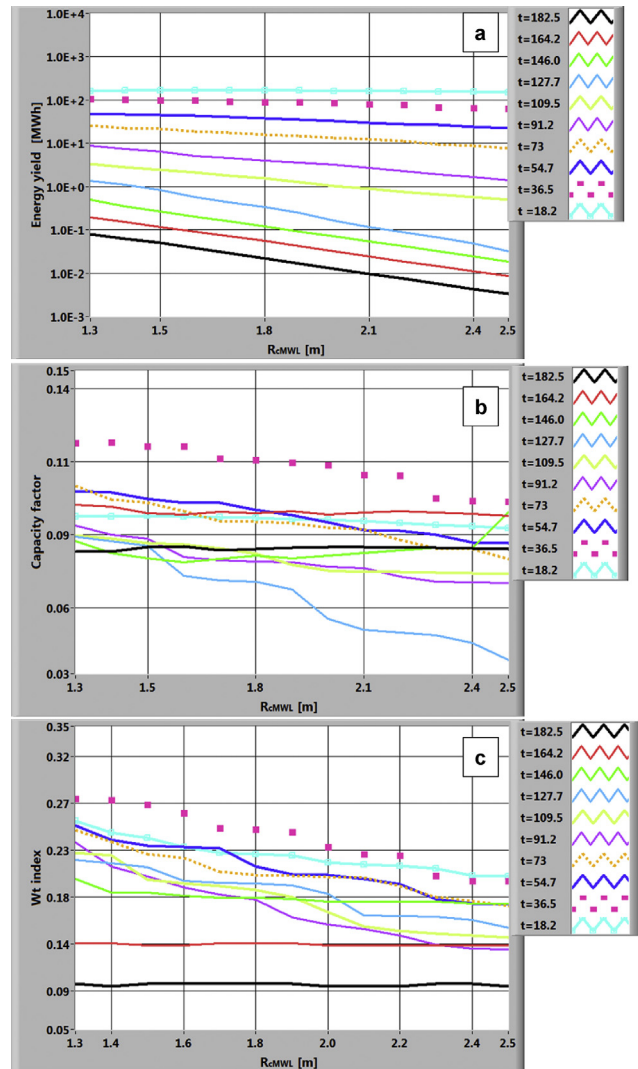 a
1.0E+4
1.0E+3
1.0E+2
1.0E+1
1.0E+0
1.0E-1
1.0E-2
1.0E-3
Energy yield [MWh]
1.3
1.5
1.8
2.1
2.4
2.5
RcMWL [m]
t=182.5
t=164.2
t=146.0
t=127.7
t=109.5
t=91.2
t=73
t=54.7
t=36.5
t =18.2
b
0.15
0.14
0.11
0.09
0.06
0.03
Capacity factor
1.3
1.5
1.8
2.1
2.4
2.5
RcMWL [m]
t=182.5
t=164.2
t=146.0
t=127.7
t=109.5
t=91.2
t=73
t=54.7
t=36.5
t=18.2
c
0.35
0.32
0.27
0.23
0.18
0.14
0.09
0.05
Wt index
1.3
1.4
1.6
1.8
2.0
2.2
2.4
2.5
RcMWL [m]
t=182.5
t=164.2
t=146.0
t=127.7
t=109.5
t=91.2
t=73
t=54.7
t=36.5
t=18.2